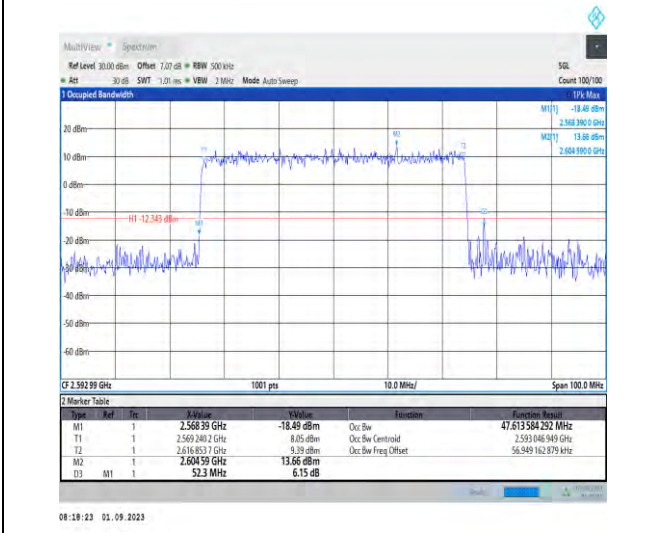 MultiView Spectrum
Ref Level 30.00 dBm Offset 7.07 dB RBW 500 kHz SGL
Att 30 dB SWT 1.01 ms VBW 2 MHz Mode Auto Sweep Count 100/100
1 Occupied Bandwidth 1Pk Max
M1[1] -18.49 dBm
2.568 390 0 GHz
20 dBm
M2[1] 13.66 dBm
2.604 590 0 GHz
M2
T1
T2
10 dBm
0 dBm
-10 dBm
H1 -12.343 dBm
D3
M1
-20 dBm
-30 dBm
-40 dBm
-50 dBm
-60 dBm
CF 2.592 99 GHz 1001 pts 10.0 MHz/ Span 100.0 MHz
2 Marker Table
Type Ref Trc X-Value Y-Value Function Function Result
M1 1 2.568 39 GHz -18.49 dBm Occ Bw 47.613 584 292 MHz
T1 1 2.569 240 2 GHz 8.05 dBm Occ Bw Centroid 2.593 046 949 GHz
T2 1 2.616 853 7 GHz 9.39 dBm Occ Bw Freq Offset 56.949 162 879 kHz
M2 1 2.604 59 GHz 13.66 dBm
D3 M1 1 52.3 MHz 6.15 dB
08:18:23 01.09.2023